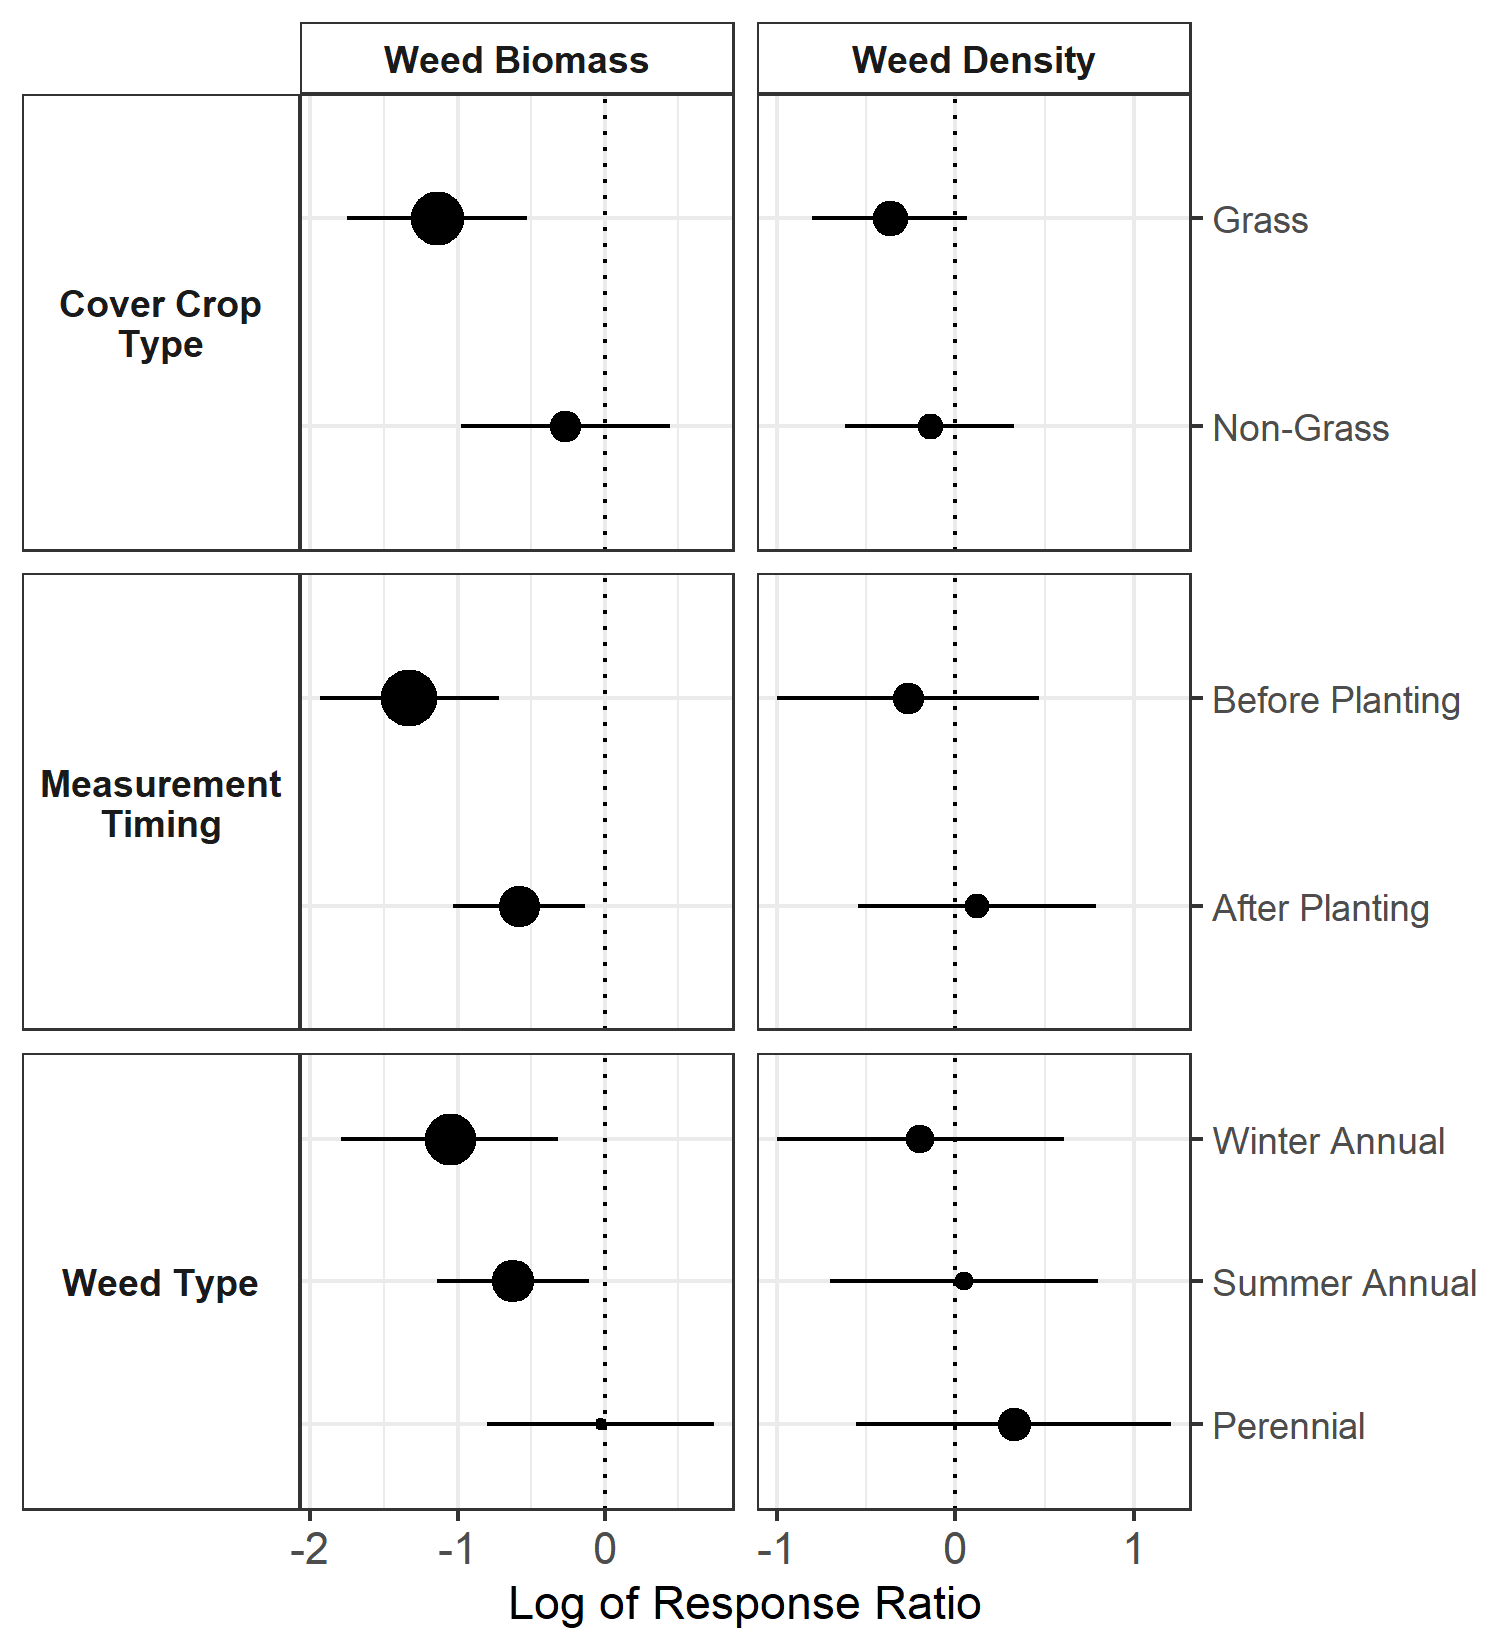 Weed Biomass
Weed Density
Cover Crop
Type
Grass
Non-Grass
Measurement
Timing
Before Planting
After Planting
Weed Type
Winter Annual
Summer Annual
Perennial
-2 -1 0 -1 0 1
Log of Response Ratio